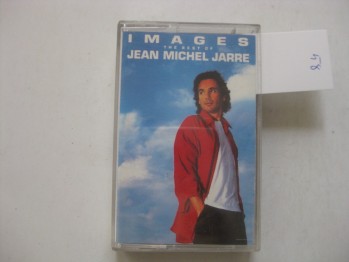 IMAGES
THE BEST OF
JEAN MICHEL JARRE